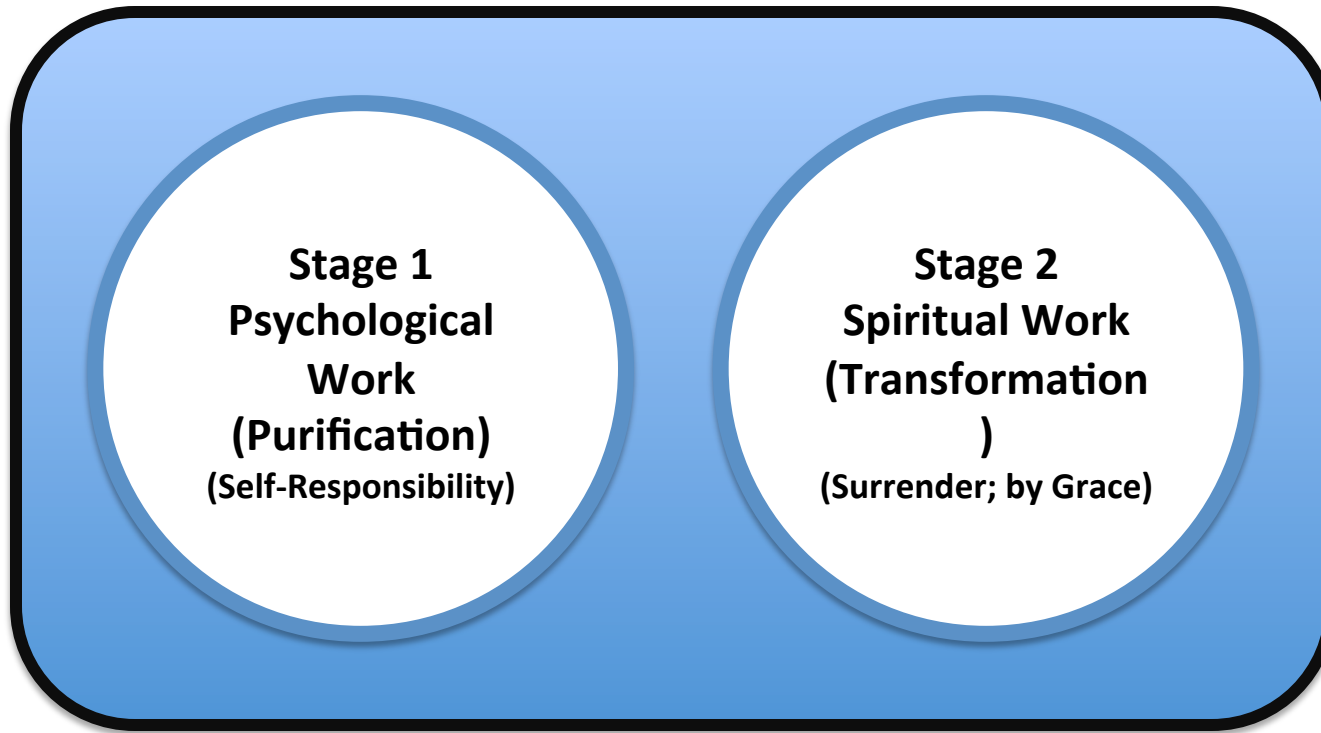 Stage 1
Psychological
Work
(Purification)
(Self-Responsibility)
Stage 2
Spiritual Work
(Transformation
)
(Surrender; by Grace)